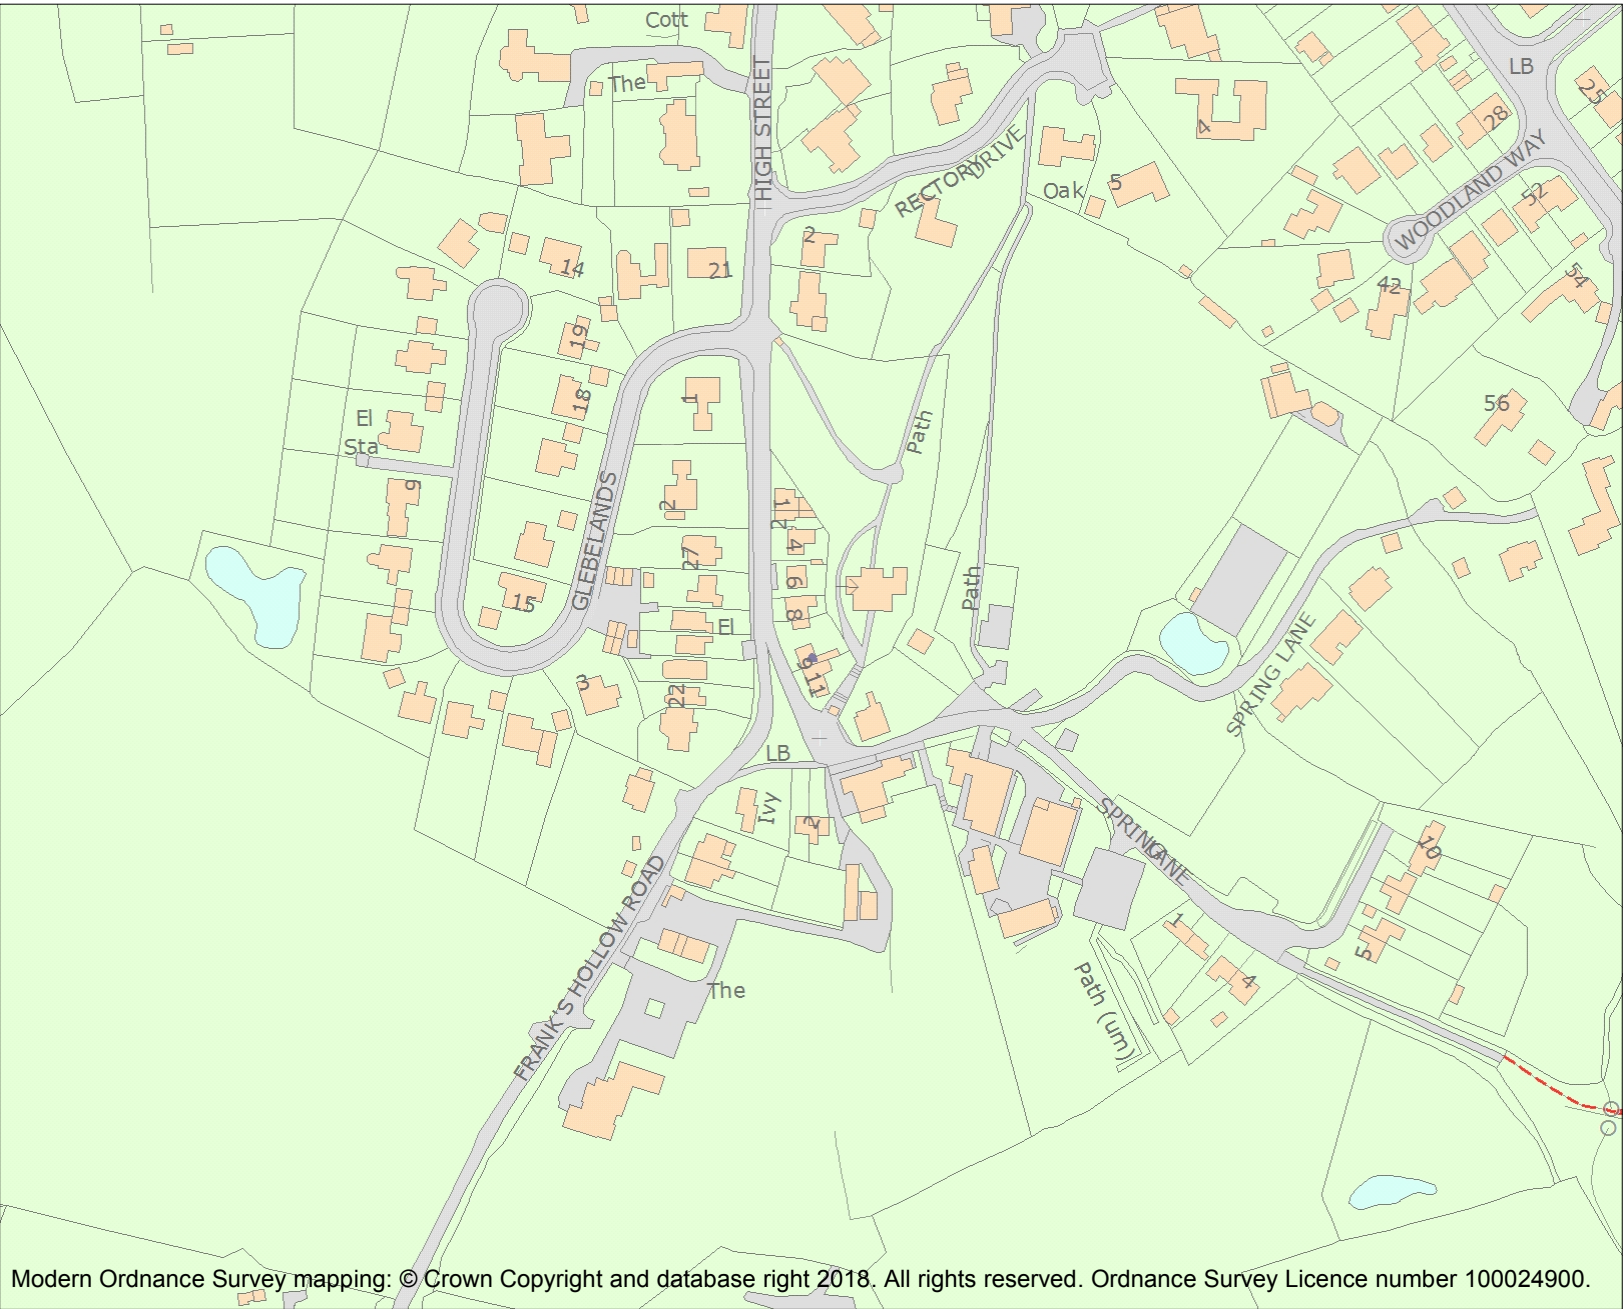 Cott
The
HIGH STREET
4
LB
25
28
WOODLAND WAY
52
RECTORY DRIVE
Oak
5
2
14
21
42
54
19
18
1
El
Sta
9
Path
56
2
1
2
4
27
6
8
GLEBELANDS
15
Path
El
9
11
3
22
SPRING LANE
LB
Ivy
2
SPRING LANE
10
1
5
4
FRANK'S HOLLOW ROAD
The
Path (um)
Modern Ordnance Survey mapping: © Crown Copyright and database right 2018. All rights reserved. Ordnance Survey Licence number 100024900.